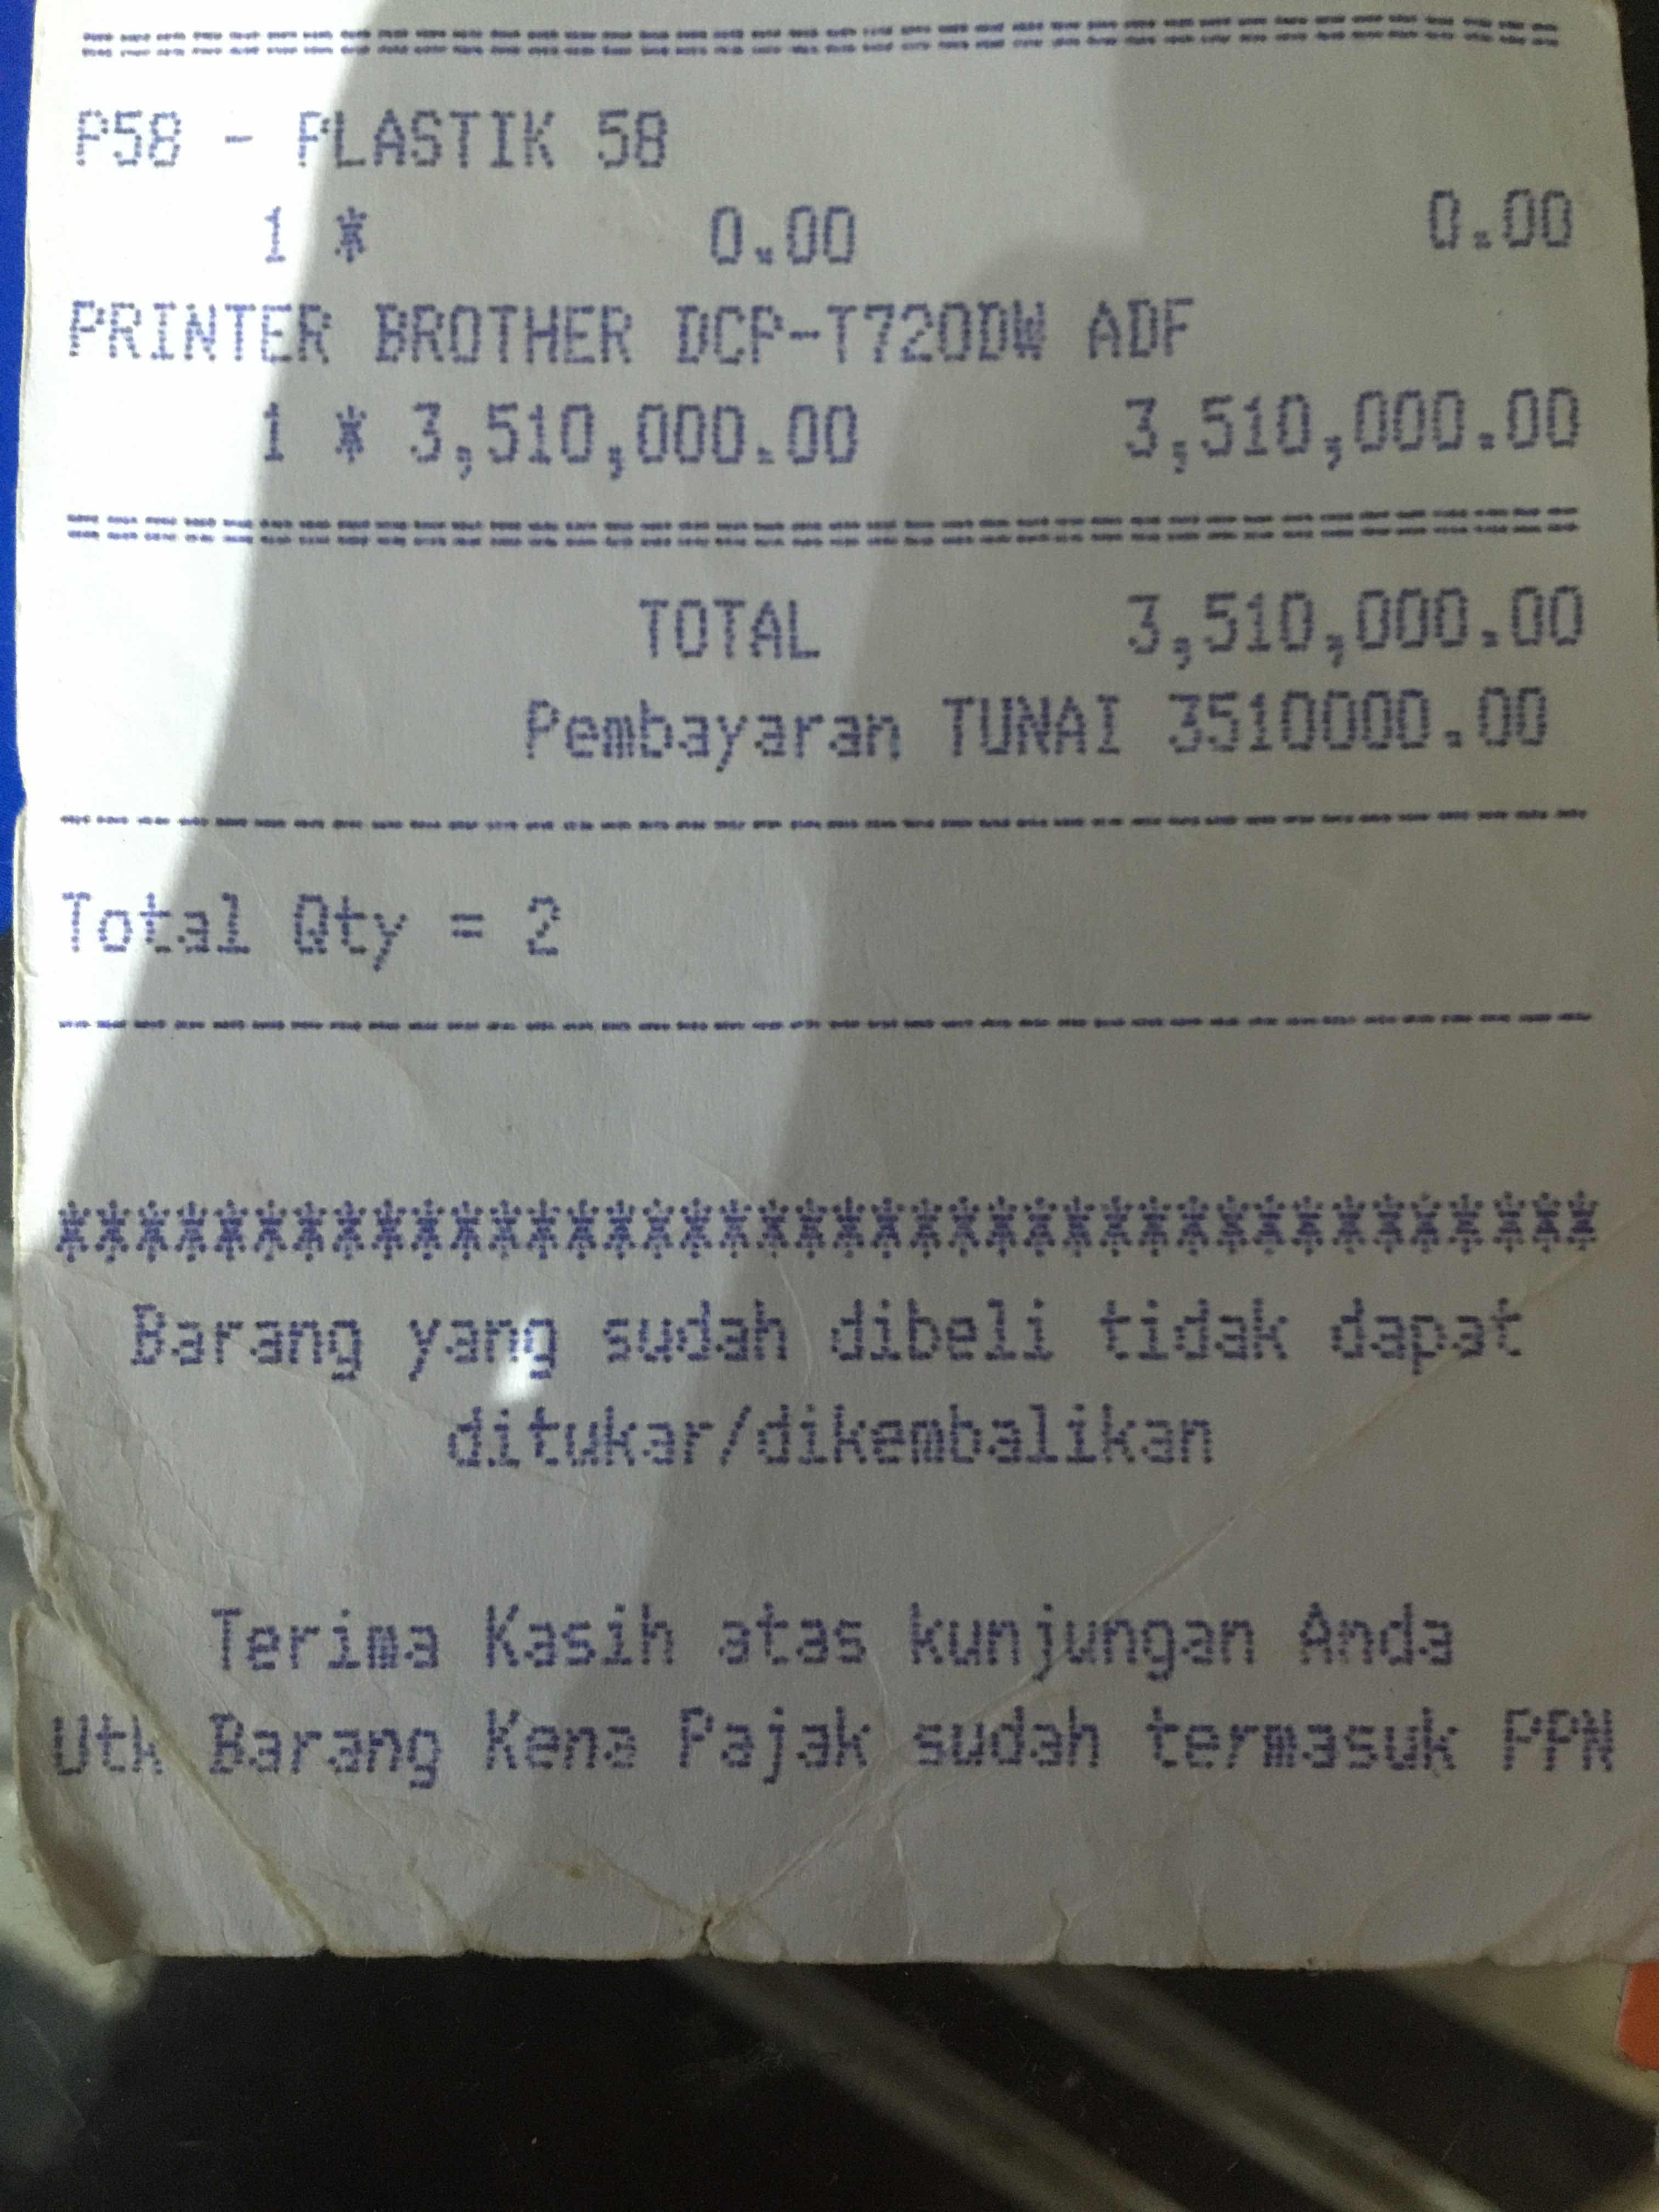 ========================================
P58 - PLASTIK 58
1 * 0.00 0.00
PRINTER BROTHER DCP-T720DW ADF
1 * 3,510,000.00 3,510,000.00
========================================
TOTAL 3,510,000.00
Pembayaran TUNAI 3510000.00
----------------------------------------
Total Qty = 2
----------------------------------------
****************************************
Barang yang sudah dibeli tidak dapat
ditukar/dikembalikan
Terima Kasih atas kunjungan Anda
Utk Barang Kena Pajak sudah termasuk PPN